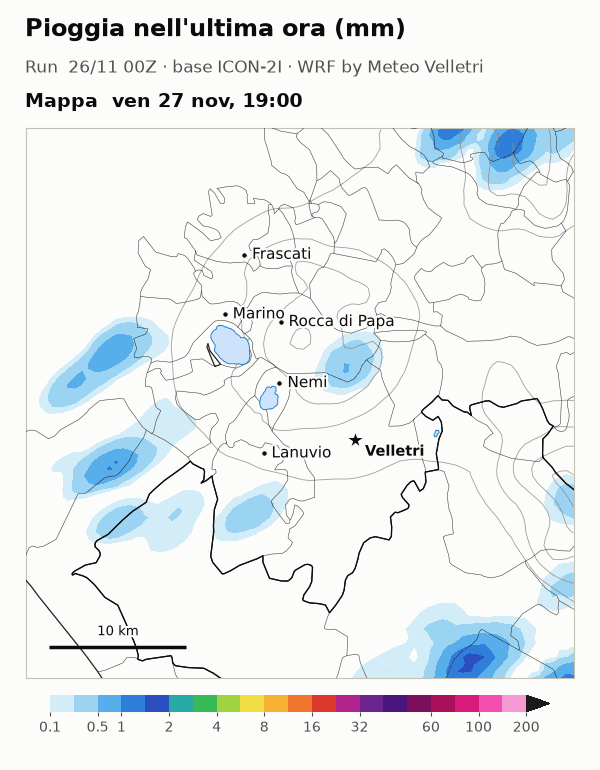 Pioggia nell'ultima ora (mm)
Run  26/11 00Z · base ICON-2I · WRF by Meteo Velletri
Mappa  ven 27 nov, 19:00
Frascati
Marino
Rocca di Papa
Nemi
Velletri
Lanuvio
10 km
0.1 0.5 1 2 4 8 16 32 60 100 200